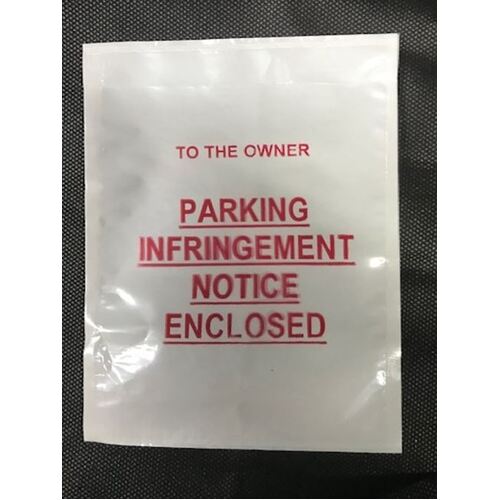 TO THE OWNER
PARKING
INFRINGEMENT
NOTICE
ENCLOSED